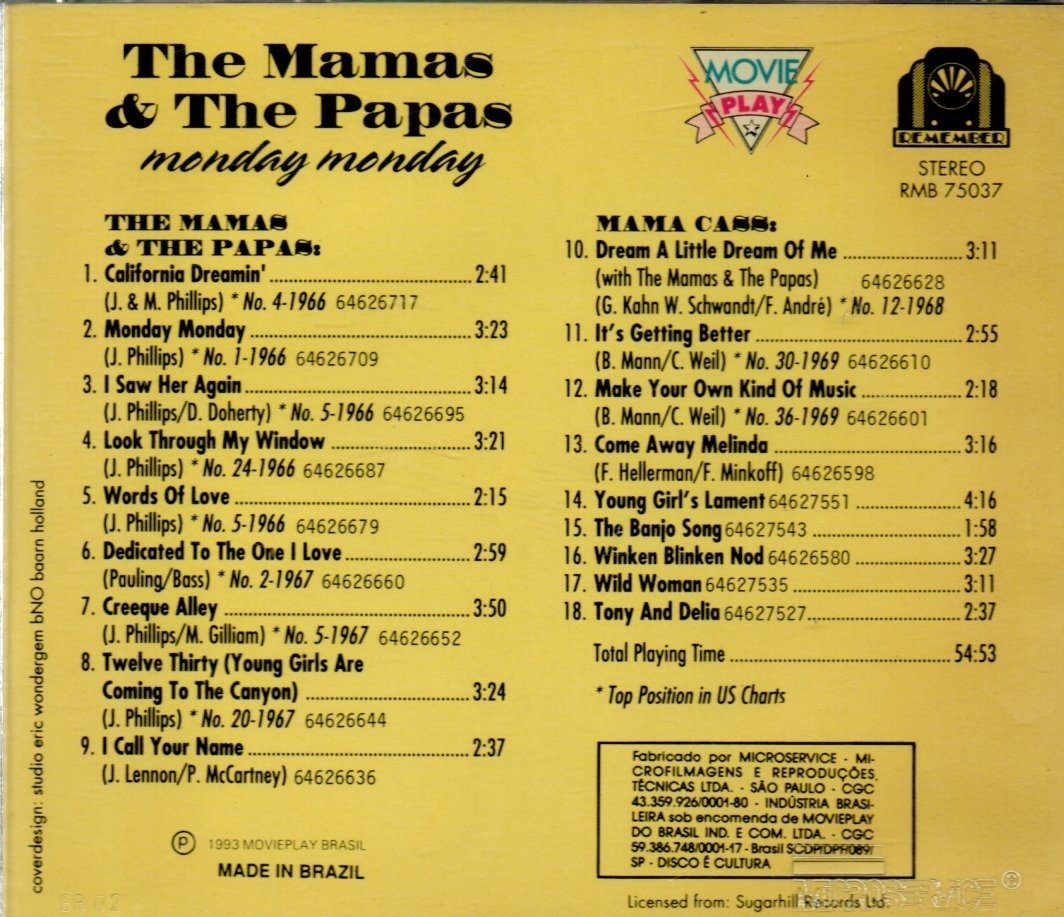 The Mamas
& The Papas
monday monday
MOVIE
PLAY
REMEMBER
STEREO
RMB 75037
THE MAMAS
& THE PAPAS:
1. California Dreamin' 2:41
(J. & M. Phillips) * No. 4-1966 64626717
2. Monday Monday 3:23
(J. Phillips) * No. 1-1966 64626709
3. I Saw Her Again 3:14
(J. Phillips/D. Doherty) * No. 5-1966 64626695
4. Look Through My Window 3:21
(J. Phillips) * No. 24-1966 64626687
5. Words Of Love 2:15
(J. Phillips) * No. 5-1966 64626679
6. Dedicated To The One I Love 2:59
(Pauling/Bass) * No. 2-1967 64626660
7. Creeque Alley 3:50
(J. Phillips/M. Gilliam) * No. 5-1967 64626652
8. Twelve Thirty (Young Girls Are
Coming To The Canyon) 3:24
(J. Phillips) * No. 20-1967 64626644
9. I Call Your Name 2:37
(J. Lennon/P. McCartney) 64626636
MAMA CASS:
10. Dream A Little Dream Of Me 3:11
(with The Mamas & The Papas) 64626628
(G. Kahn W. Schwandt/F. André) * No. 12-1968
11. It's Getting Better 2:55
(B. Mann/C. Weil) * No. 30-1969 64626610
12. Make Your Own Kind Of Music 2:18
(B. Mann/C. Weil) * No. 36-1969 64626601
13. Come Away Melinda 3:16
(F. Hellerman/F. Minkoff) 64626598
14. Young Girl's Lament 64627551 4:16
15. The Banjo Song 64627543 1:58
16. Winken Blinken Nod 64626580 3:27
17. Wild Woman 64627535 3:11
18. Tony And Delia 64627527 2:37
Total Playing Time 54:53
* Top Position in US Charts
Fabricado por MICROSERVICE - MI-
CROFILMAGENS E REPRODUÇÕES
TÉCNICAS LTDA. - SÃO PAULO - CGC
43.359.926/0001-80 - INDÚSTRIA BRASI-
LEIRA sob encomenda de MOVIEPLAY
DO BRASIL IND. E COM. LTDA. - CGC
59.386.748/0001-17 - Brasil SCDP/DPF/089/
SP - DISCO É CULTURA
MICROSERVICE ®
Licensed from: Sugarhill Records Ltd.
℗ 1993 MOVIEPLAY BRASIL
MADE IN BRAZIL
coverdesign: studio eric wondergem bNO baarn holland